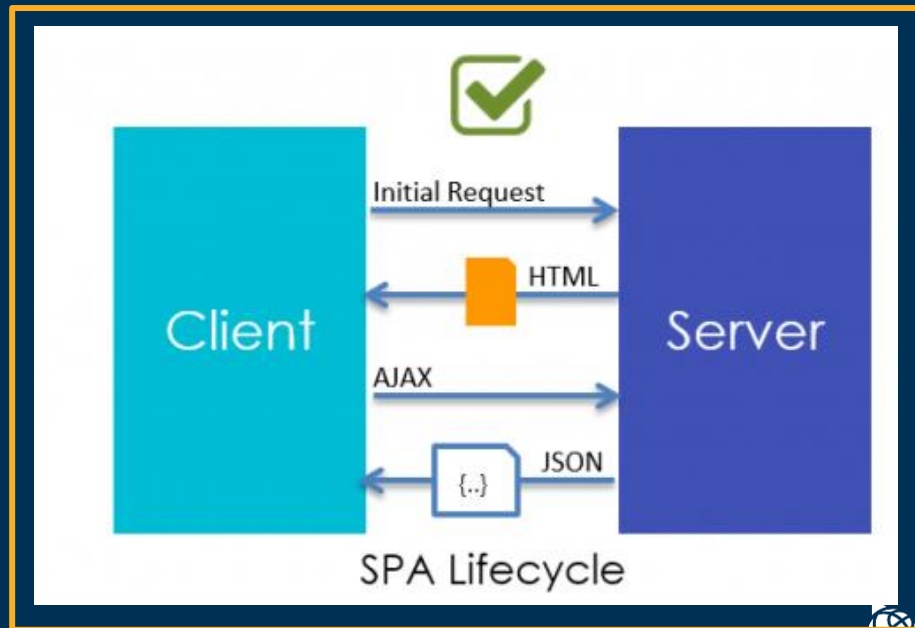 Initial Request
HTML
Client
Server
AJAX
JSON
{..}
SPA Lifecycle